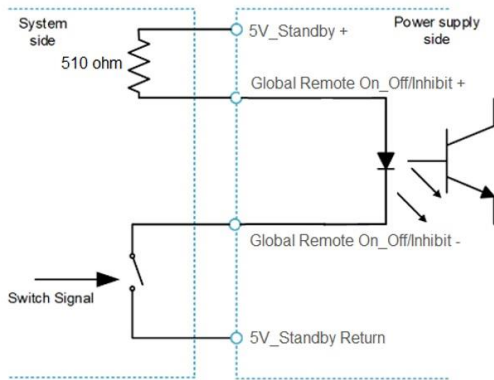 System
side
Power supply
side
5V_Standby +
510 ohm
Global Remote On_Off/Inhibit +
Global Remote On_Off/Inhibit -
Switch Signal
5V_Standby Return